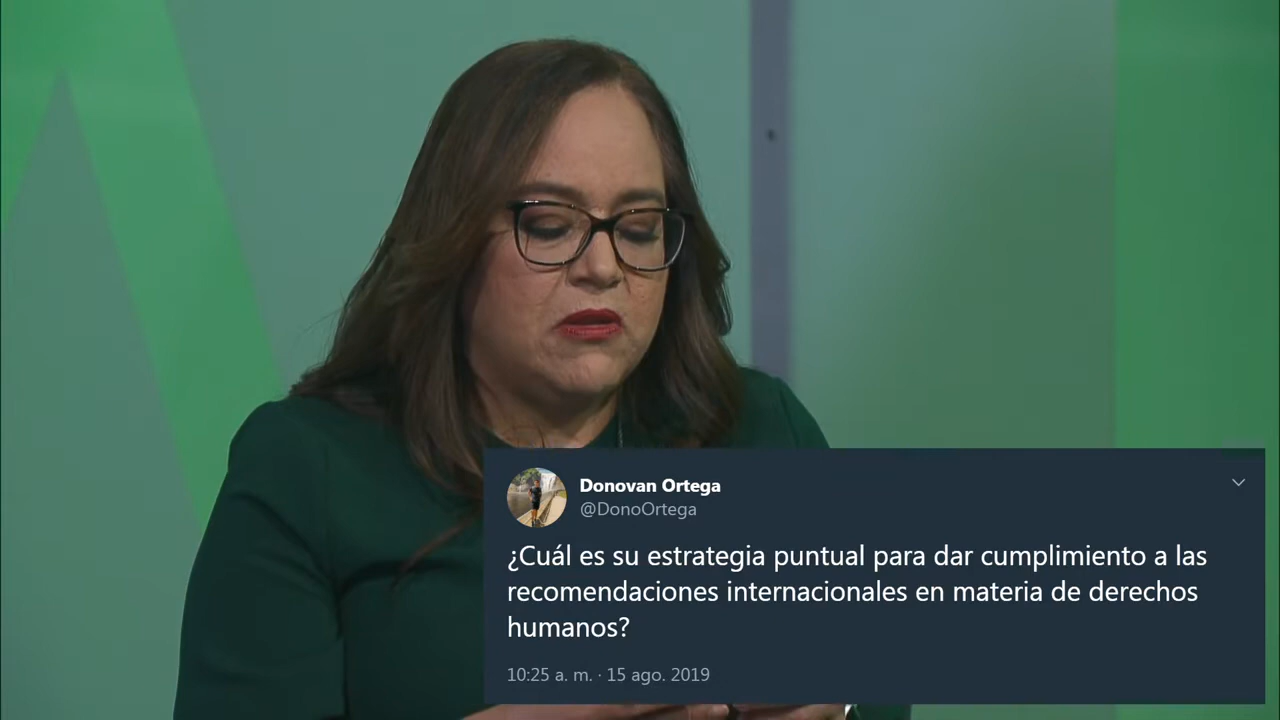 Donovan Ortega
@DonoOrtega
¿Cuál es su estrategia puntual para dar cumplimiento a las
recomendaciones internacionales en materia de derechos
humanos?
10:25 a. m. · 15 ago. 2019